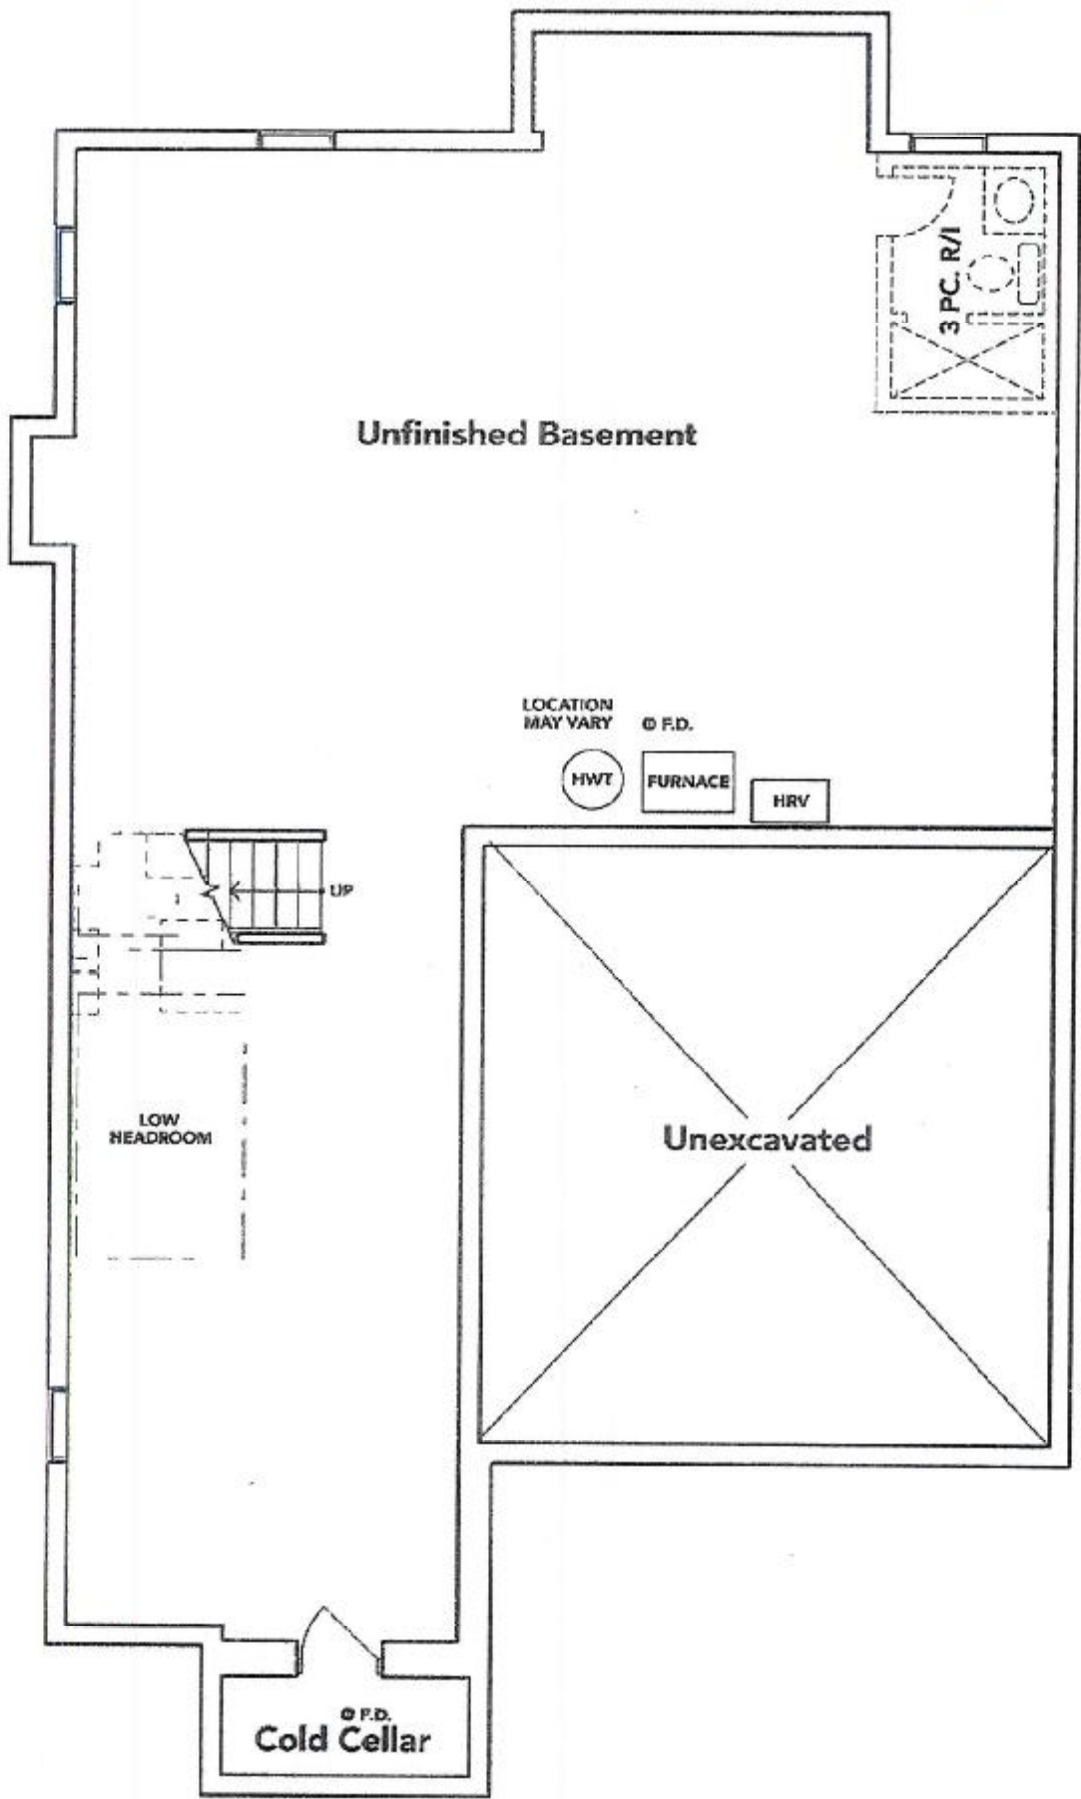 3 PC. R/I
Unfinished Basement
LOCATION
MAY VARY
F.D.
HWT
FURNACE
HRV
UP
LOW
HEADROOM
Unexcavated
F.D.
Cold Cellar